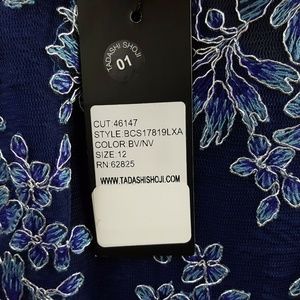 TADASHI SHOJI
01
CUT:46147
STYLE:BCS17819LXA
COLOR:BV/NV
SIZE:12
RN:62825
WWW.TADASHISHOJI.COM